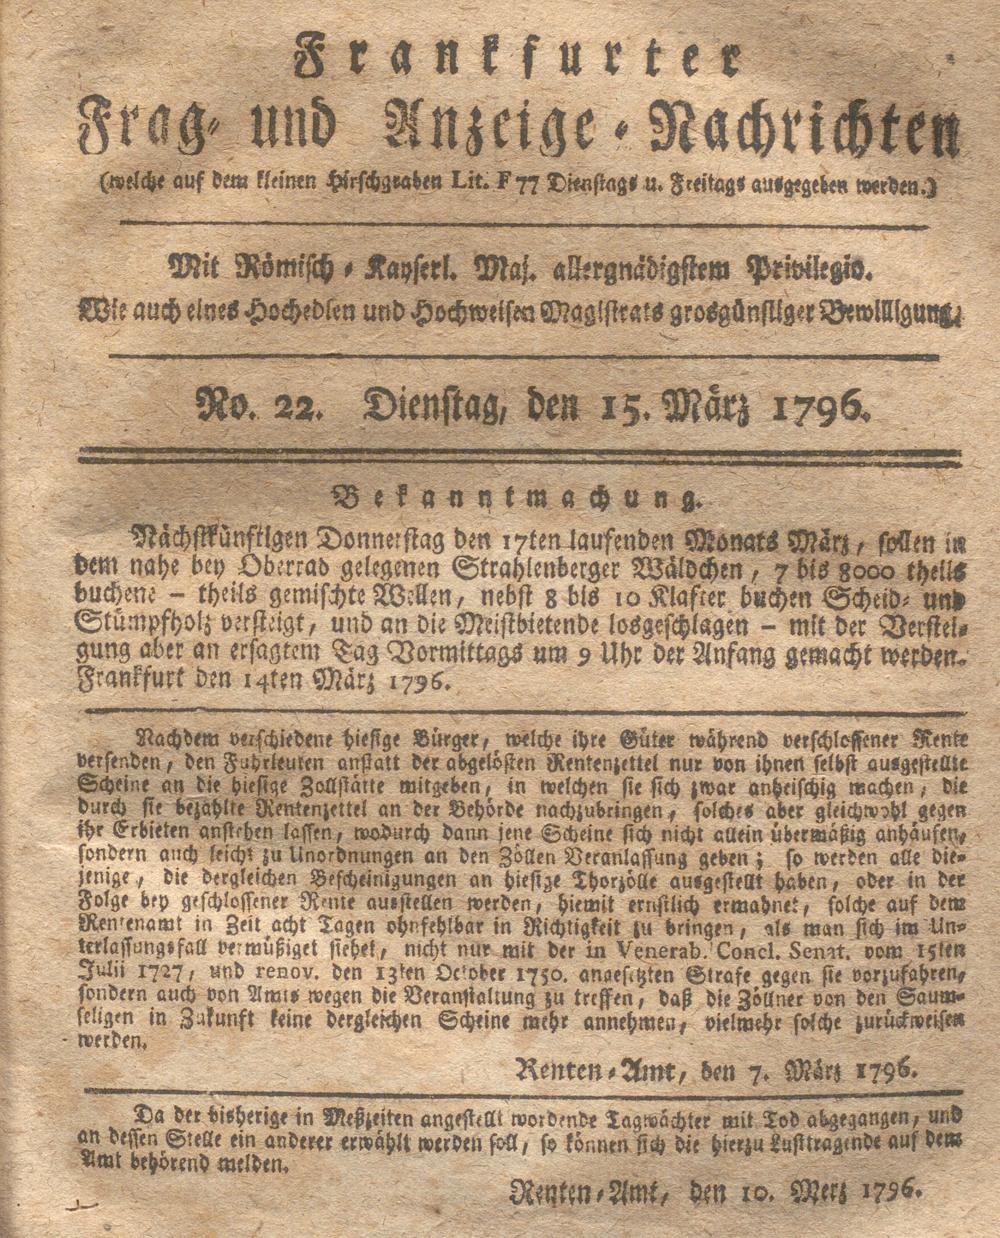 Frankfurter
Frag- und Anzeige-Nachrichten
(welche auf dem kleinen Hirschgraben Lit. F 77 Dienstags u. Freitags ausgegeben werden.)
Mit Römisch-Kayserl. Maj. allergnädigstem Privilegio.
Wie auch eines Hochedlen und Hochweisen Magistrats grosgünstiger Bewilligung.
No. 22. Dienstag, den 15. März 1796.
Bekanntmachung.
Nächstkünftigen Donnerstag den 17ten laufenden Monats März, sollen in
dem nahe bey Oberrad gelegenen Strahlenberger Wäldchen, 7 bis 8000 theils
buchene – theils gemischte Wellen, nebst 8 bis 10 Klafter buchen Scheid- und
Stümpfholz versteigt, und an die Meistbietende losgeschlagen – mit der Verstei-
gung aber an ersagtem Tag Vormittags um 9 Uhr der Anfang gemacht werden.
Frankfurt den 14ten März 1796.
Nachdem verschiedene hiesige Bürger, welche ihre Güter während verschlossener Rente
versenden, den Fuhrleuten anstatt der abgelösten Rentenzettel nur von ihnen selbst ausgestellte
Scheine an die hiesige Zollstätte mitgeben, in welchen sie sich zwar anheischig machen, die
durch sie bezahlte Rentenzettel an der Behörde nachzubringen, solches aber gleichwohl gegen
ihr Erbieten anstehen lassen, wodurch dann jene Scheine sich nicht allein übermäßig anhäufen,
sondern auch leicht zu Unordnungen an den Zöllen Veranlassung geben; so werden alle die-
jenige, die dergleichen Bescheinigungen an hiesige Thorzölle ausgestellt haben, oder in der
Folge bey geschlossener Rente ausstellen werden, hiemit ernstlich ermahnet, solche auf dem
Rentenamt in Zeit acht Tagen ohnfehlbar in Richtigkeit zu bringen, als man sich im Un-
terlassungsfall vermüßiget siehet, nicht nur mit der in Venerab. Concl. Senat. vom 15ten
Julii 1727, und renov. den 13ten October 1750. angesetzten Strafe gegen sie vorzufahren,
sondern auch von Amts wegen die Veranstaltung zu treffen, daß die Zöllner von den Saum-
seligen in Zukunft keine dergleichen Scheine mehr annehmen, vielmehr solche zurückweisen
werden.
Renten-Amt, den 7. März 1796.
Da der bisherige in Meßzeiten angestellt wordende Tagwächter mit Tod abgegangen, und
an dessen Stelle ein anderer erwählt werden soll, so können sich die hierzu Lusttragende auf dem
Amt behörend melden.
Renten-Amt, den 10. Merz 1796.